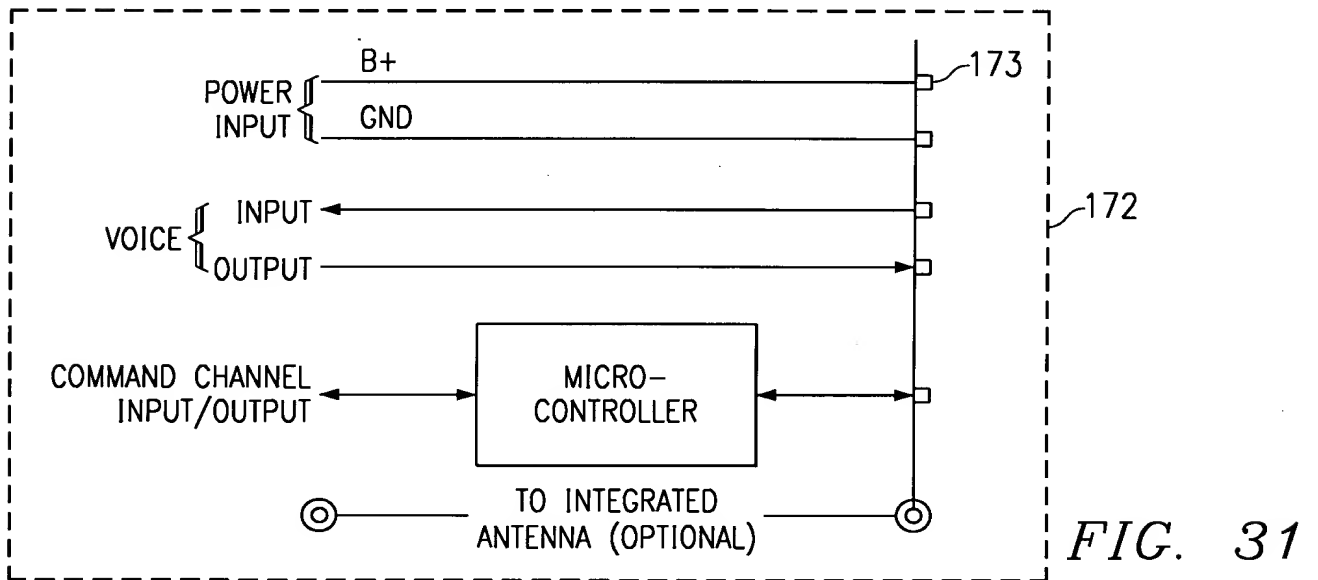 B+
173
POWER
INPUT
GND
172
VOICE
INPUT
OUTPUT
COMMAND CHANNEL
INPUT/OUTPUT
MICRO-
CONTROLLER
TO INTEGRATED
ANTENNA (OPTIONAL)
FIG. 31